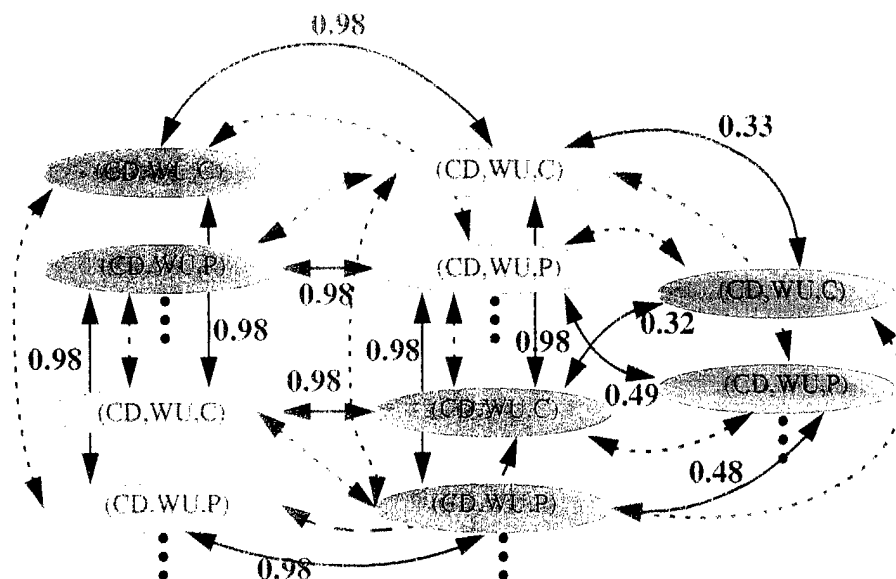 0.98
0.33
(CD,WU,C)
(CD,WU,C)
(CD.WU,P)
(CD,WU,P)
0.98
(CD,WU,C)
0.98
0.98
0.98
0.32
0.98
0.98
(CD,WU,P)
0.49
(CD,WU,C)
(CD,WU,C)
0.48
(CD.WU.P)
(CD,WU,P)
0.98